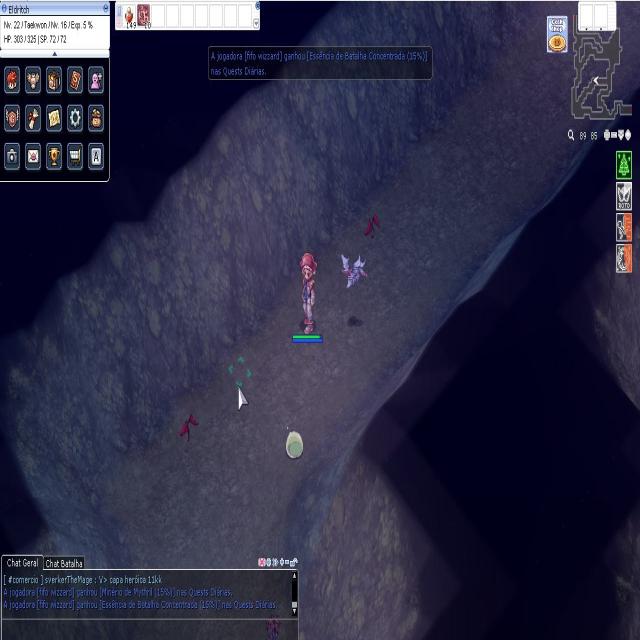 Eldritch
Nv. 22 / Taekwon / Nv. 16 / Exp. 5 %
HP. 303 / 325 | SP. 72 / 72
149
10
A jogadora [fifo wizzard] ganhou [Essência de Batalha Concentrada (15%)]
nas Quests Diárias.
89 85
Chat Geral
Chat Batalha
[ #comercio ] sverkerTheMage : V> capa heróica 11kk
A jogadora [fifo wizzard] ganhou [Minério de Mythril (15%)] nas Quests Diárias.
A jogadora [fifo wizzard] ganhou [Essência de Batalha Concentrada (15%)] nas Quests Diárias.